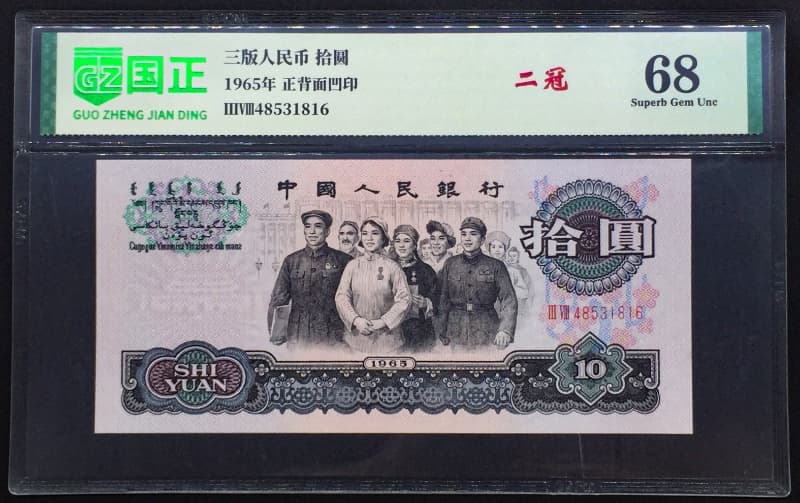 GZ 国正
GUO ZHENG JIAN DING
三版人民币 拾圆
1965年 正背面凹印
ⅢⅧ48531816
二冠
68
Superb Gem Unc
中國人民銀行
拾圓
ⅢⅧ 48531816
1965
SHI
YUAN
10